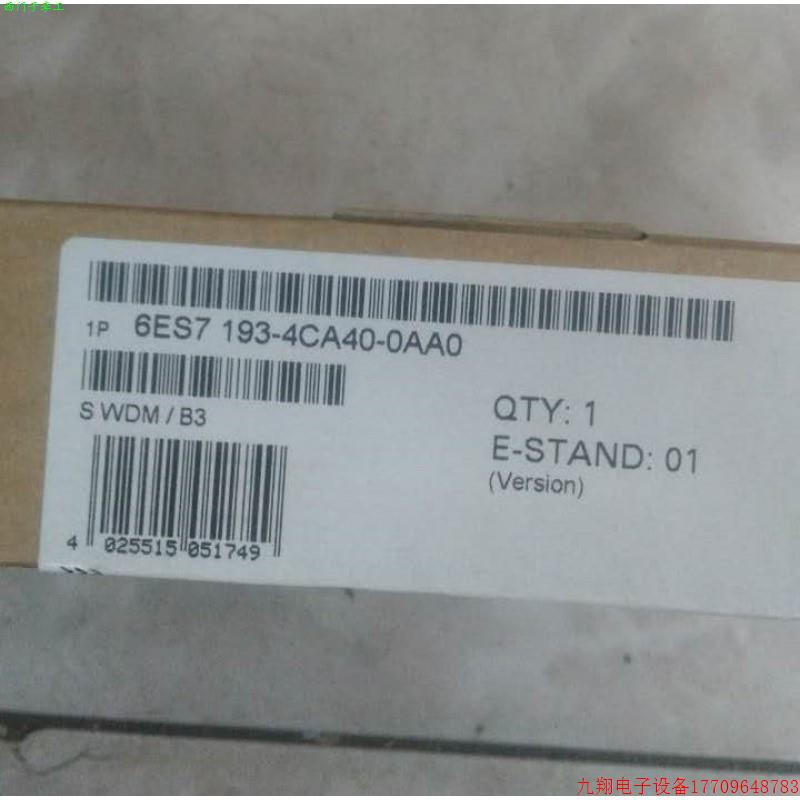 1P 6ES7 193-4CA40-0AA0
S WDM / B3
QTY: 1
E-STAND: 01
(Version)
4 025515 051749
九翔电子设备17709648783